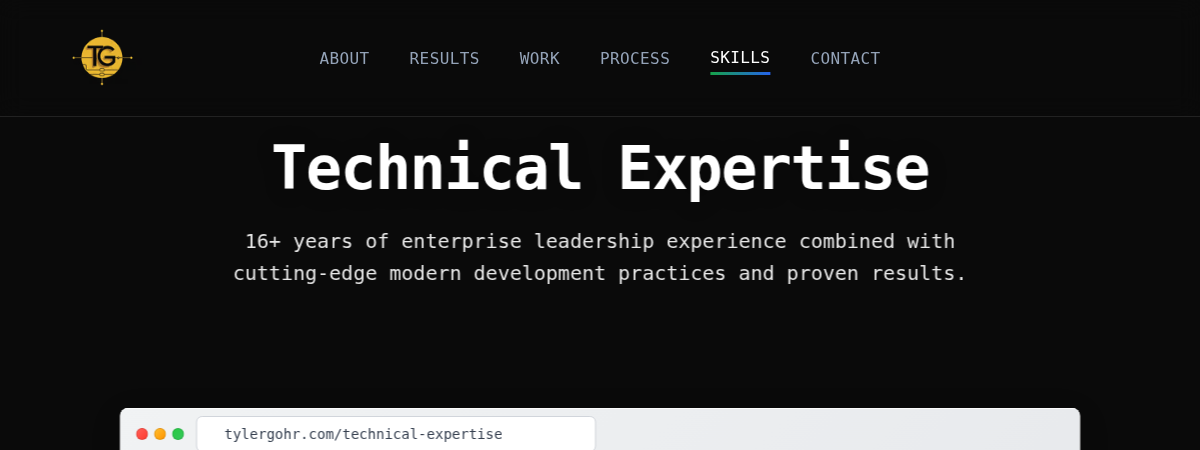 TG
ABOUT RESULTS WORK PROCESS SKILLS CONTACT
Technical Expertise
16+ years of enterprise leadership experience combined with
cutting-edge modern development practices and proven results.
tylergohr.com/technical-expertise